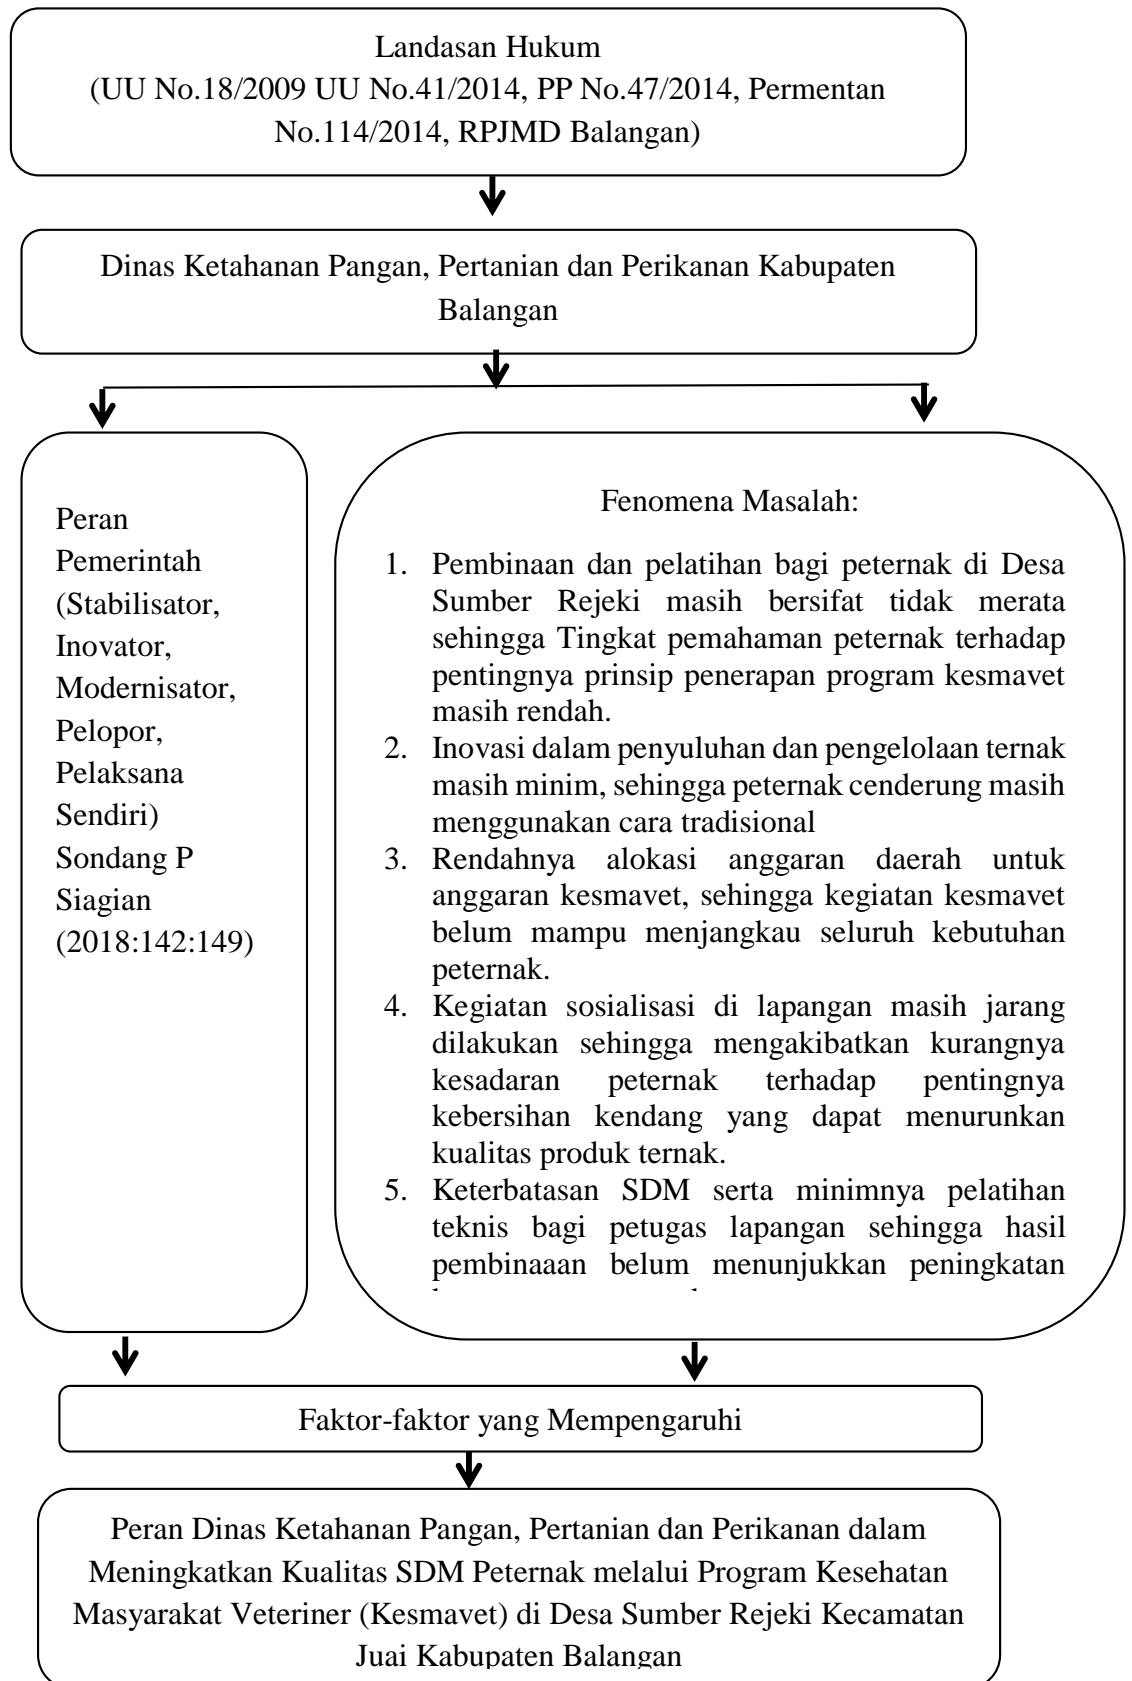 Landasan Hukum
(UU No.18/2009 UU No.41/2014, PP No.47/2014, Permentan
No.114/2014, RPJMD Balangan)
Dinas Ketahanan Pangan, Pertanian dan Perikanan Kabupaten
Balangan
Peran
Pemerintah
(Stabilisator,
Inovator,
Modernisator,
Pelopor,
Pelaksana
Sendiri)
Sondang P
Siagian
(2018:142:149)
Fenomena Masalah:
1. Pembinaan dan pelatihan bagi peternak di Desa
Sumber Rejeki masih bersifat tidak merata
sehingga Tingkat pemahaman peternak terhadap
pentingnya prinsip penerapan program kesmavet
masih rendah.
2. Inovasi dalam penyuluhan dan pengelolaan ternak
masih minim, sehingga peternak cenderung masih
menggunakan cara tradisional
3. Rendahnya alokasi anggaran daerah untuk
anggaran kesmavet, sehingga kegiatan kesmavet
belum mampu menjangkau seluruh kebutuhan
peternak.
4. Kegiatan sosialisasi di lapangan masih jarang
dilakukan sehingga mengakibatkan kurangnya
kesadaran peternak terhadap pentingnya
kebersihan kendang yang dapat menurunkan
kualitas produk ternak.
5. Keterbatasan SDM serta minimnya pelatihan
teknis bagi petugas lapangan sehingga hasil
pembinaaan belum menunjukkan peningkatan
Faktor-faktor yang Mempengaruhi
Peran Dinas Ketahanan Pangan, Pertanian dan Perikanan dalam
Meningkatkan Kualitas SDM Peternak melalui Program Kesehatan
Masyarakat Veteriner (Kesmavet) di Desa Sumber Rejeki Kecamatan
Juai Kabupaten Balangan